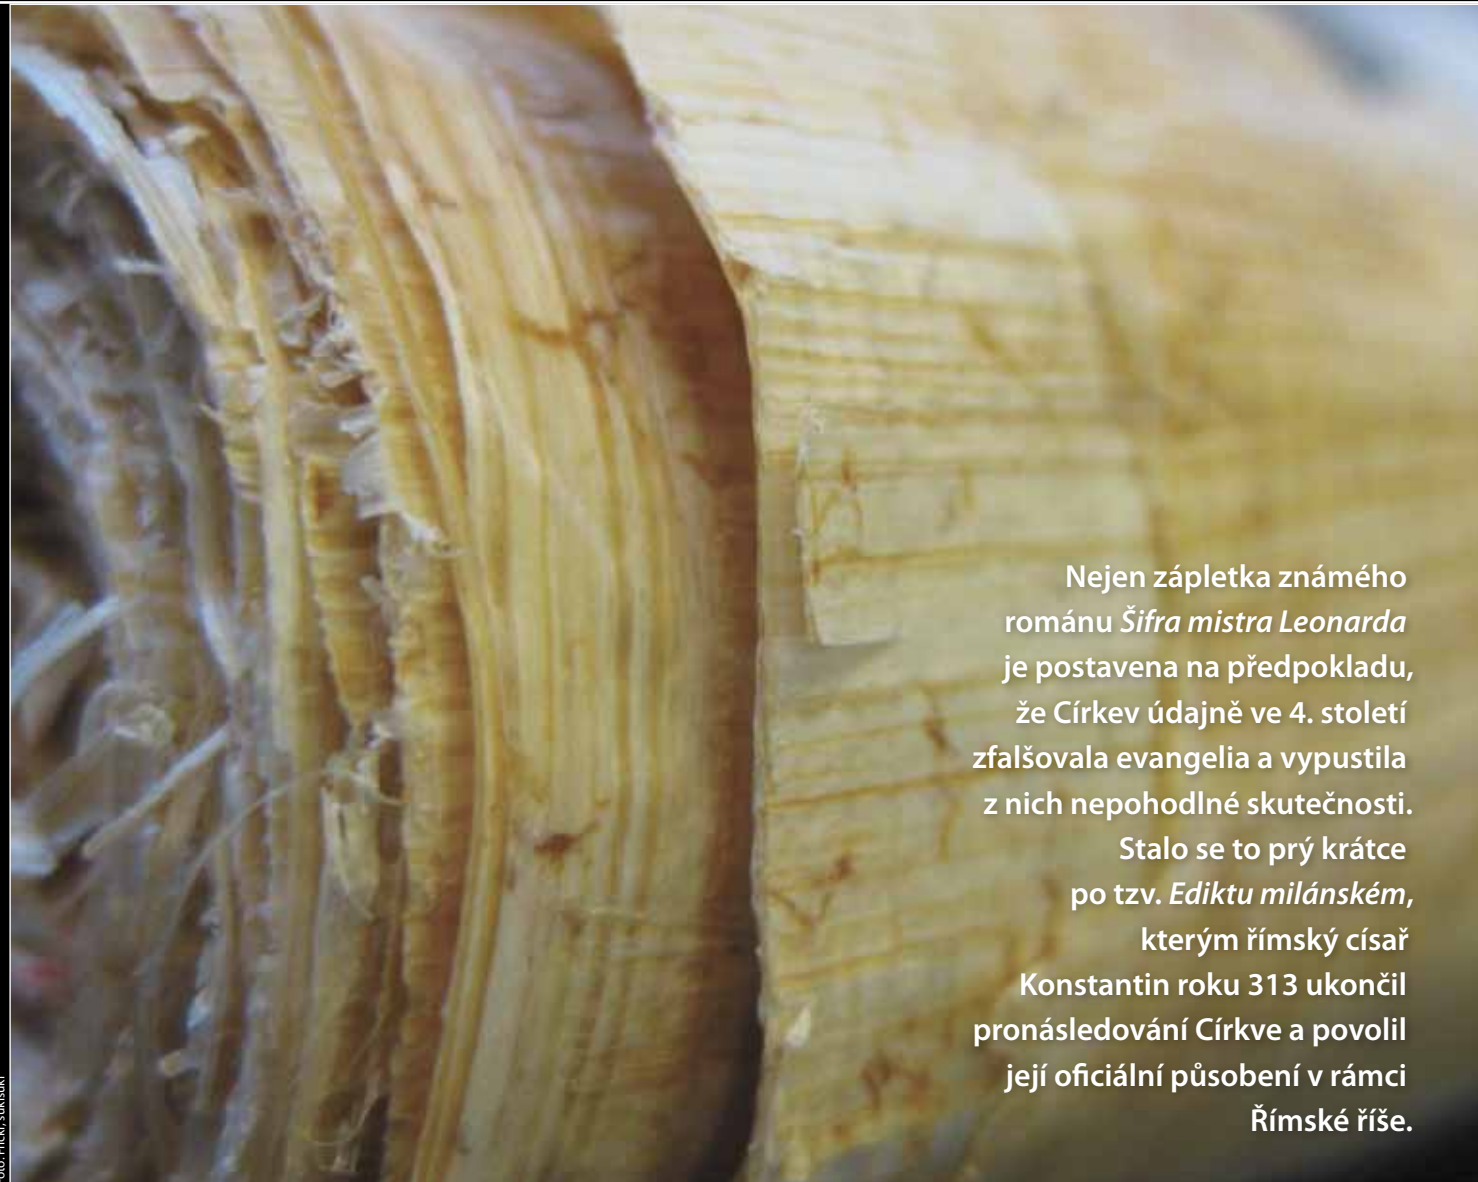 Nejen zápletka známého
románu Šifra mistra Leonarda
je postavena na předpokladu,
že Církev údajně ve 4. století
zfalšovala evangelia a vypustila
z nich nepohodlné skutečnosti.
Stalo se to prý krátce
po tzv. Ediktu milánském,
kterým římský císař
Konstantin roku 313 ukončil
pronásledování Církve a povolil
její oficiální působení v rámci
Římské říše.